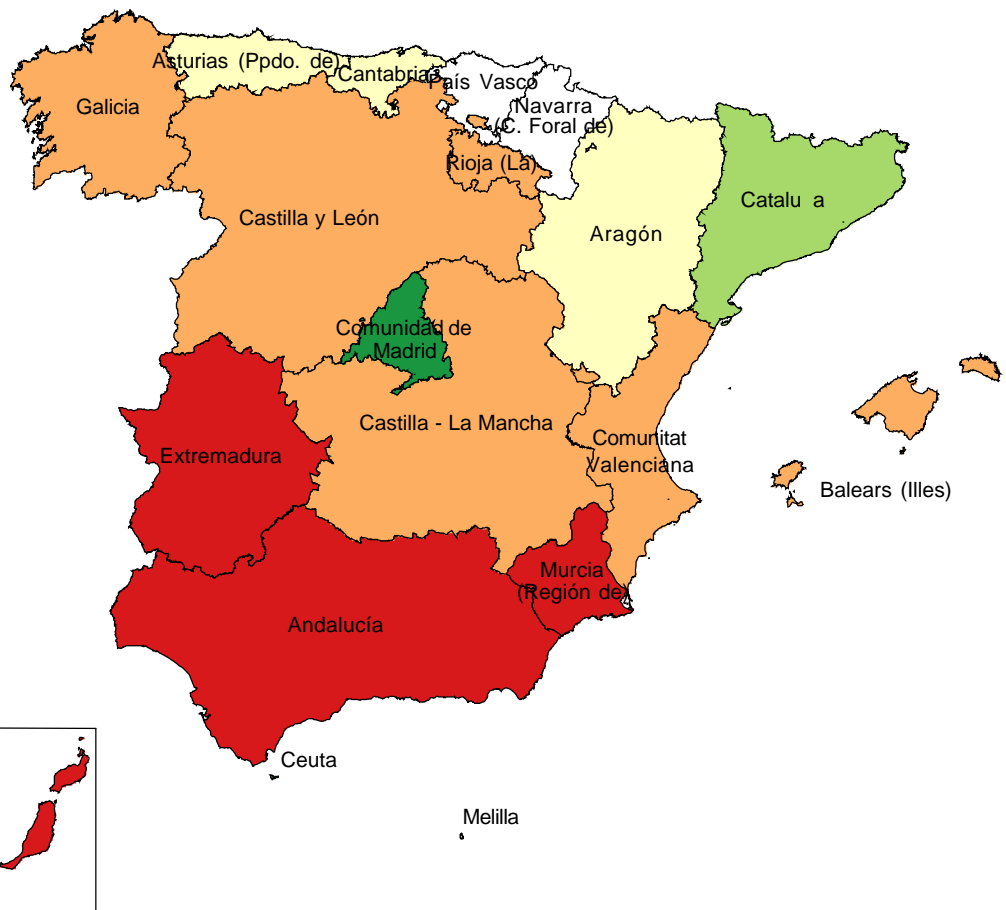 Asturias (Ppdo. de)
Cantabria
País Vasco
Galicia
Navarra
(C. Foral de)
Rioja (La)
Catalu a
Castilla y León
Aragón
Comunidad de
Madrid
Castilla - La Mancha
Comunitat
Valenciana
Extremadura
Balears (Illes)
Murcia
(Región de)
Andalucía
Ceuta
Melilla